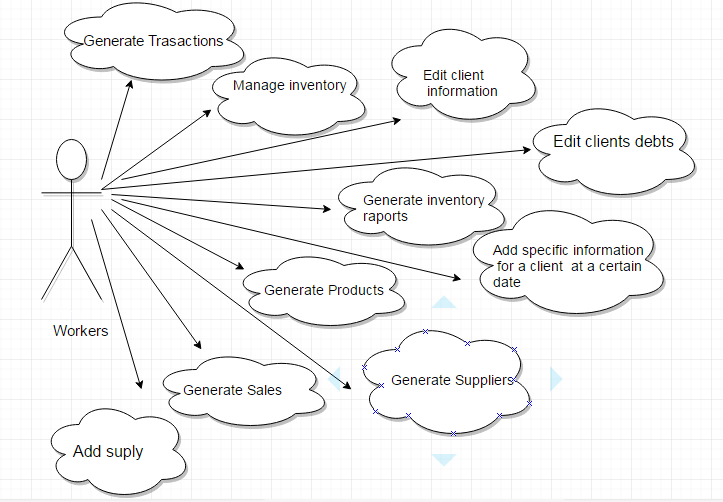 Generate Trasactions
Manage inventory
Edit client
information
Edit clients debts
Generate inventory
raports
Add specific information
for a client at a certain
date
Generate Products
Workers
Generate Suppliers
Generate Sales
Add suply